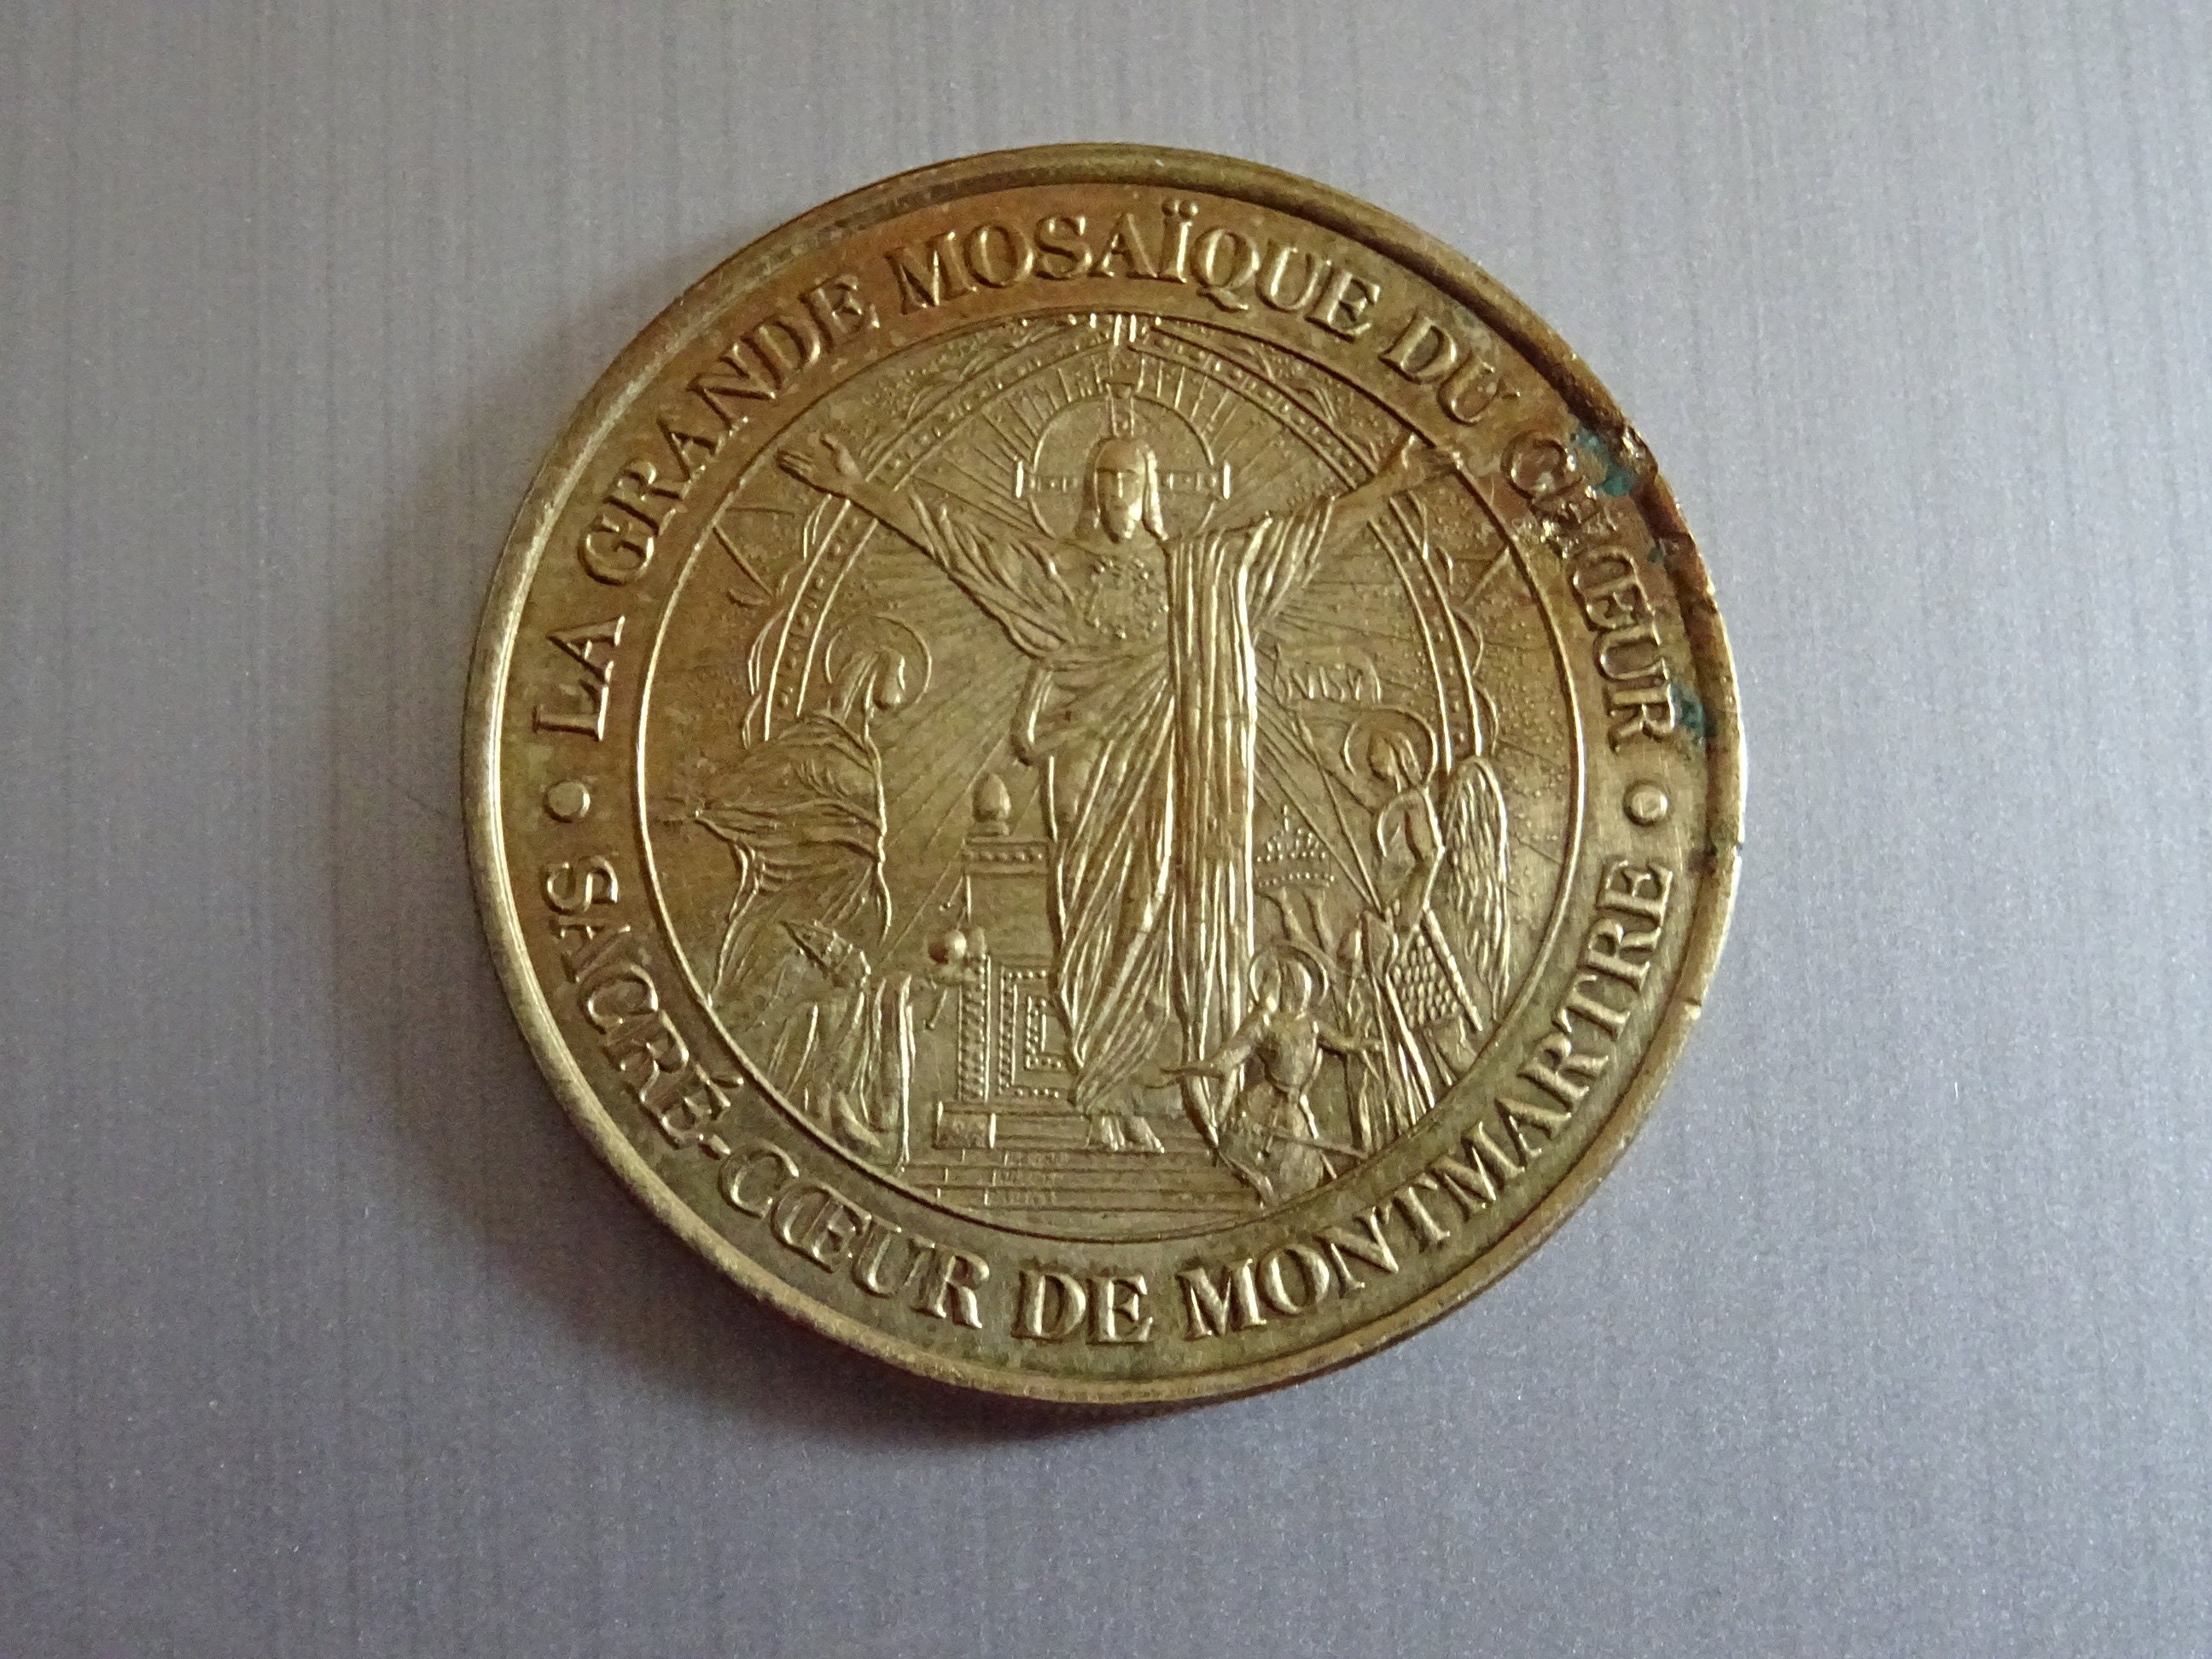 LA GRANDE MOSAÏQUE DU CHŒUR
SACRÉ-CŒUR DE MONTMARTRE